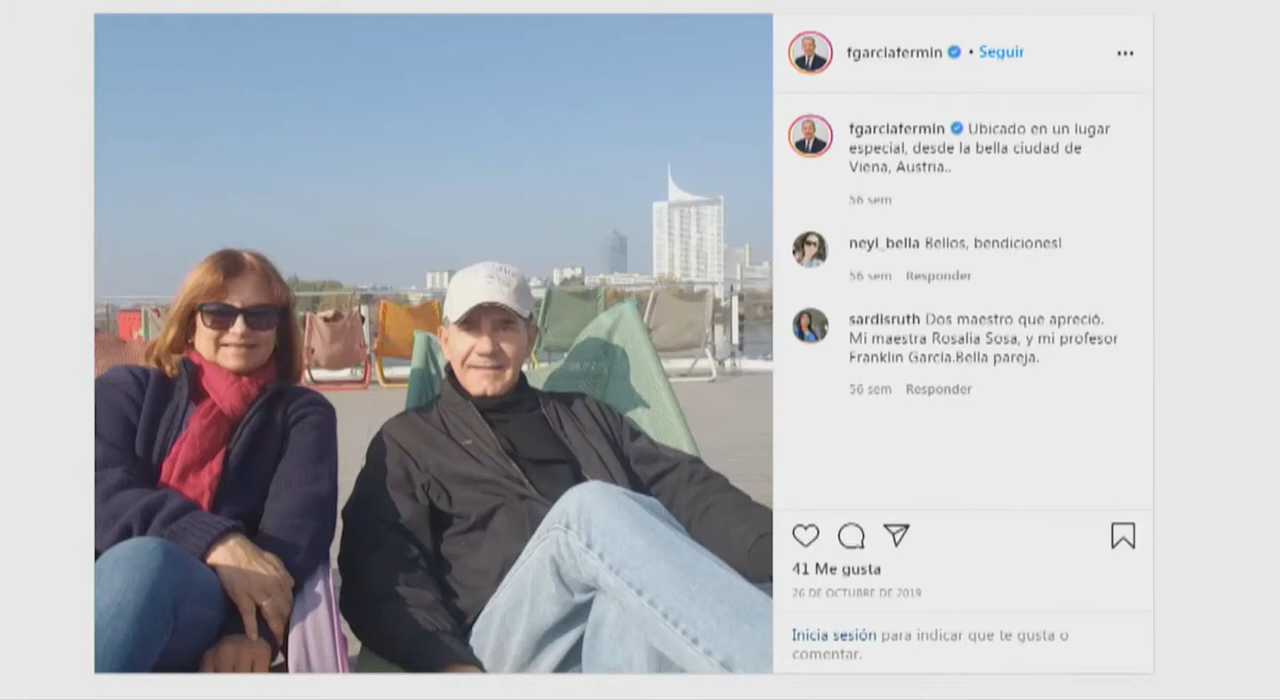 fgarciafermin • Seguir
fgarciafermin Ubicado en un lugar
especial, desde la bella ciudad de
Viena, Austria..
56 sem
neyl_bella Bellos, bendiciones!
56 sem Responder
sardisruth Dos maestro que apreció.
Mi maestra Rosalia Sosa, y mi profesor
Franklin García.Bella pareja.
56 sem Responder
41 Me gusta
26 DE OCTUBRE DE 2019
Inicia sesión para indicar que te gusta o
comentar.